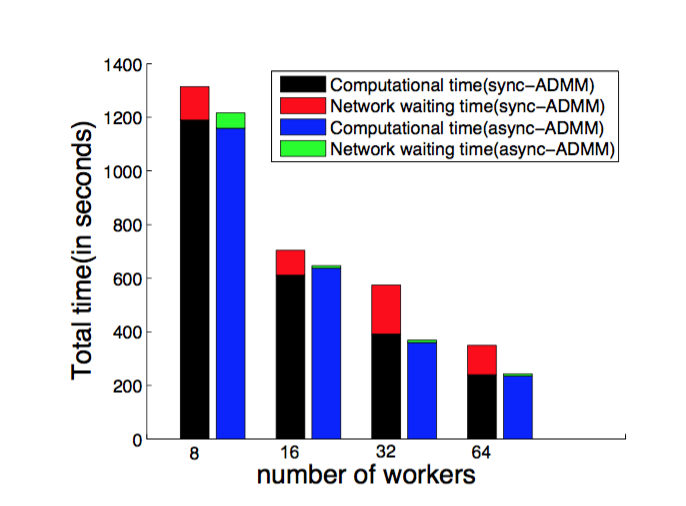 1400
1200
1000
800
600
400
200
0
Total time(in seconds)
Computational time(sync-ADMM)
Network waiting time(sync-ADMM)
Computational time(async-ADMM)
Network waiting time(async-ADMM)
8 16 32 64
number of workers